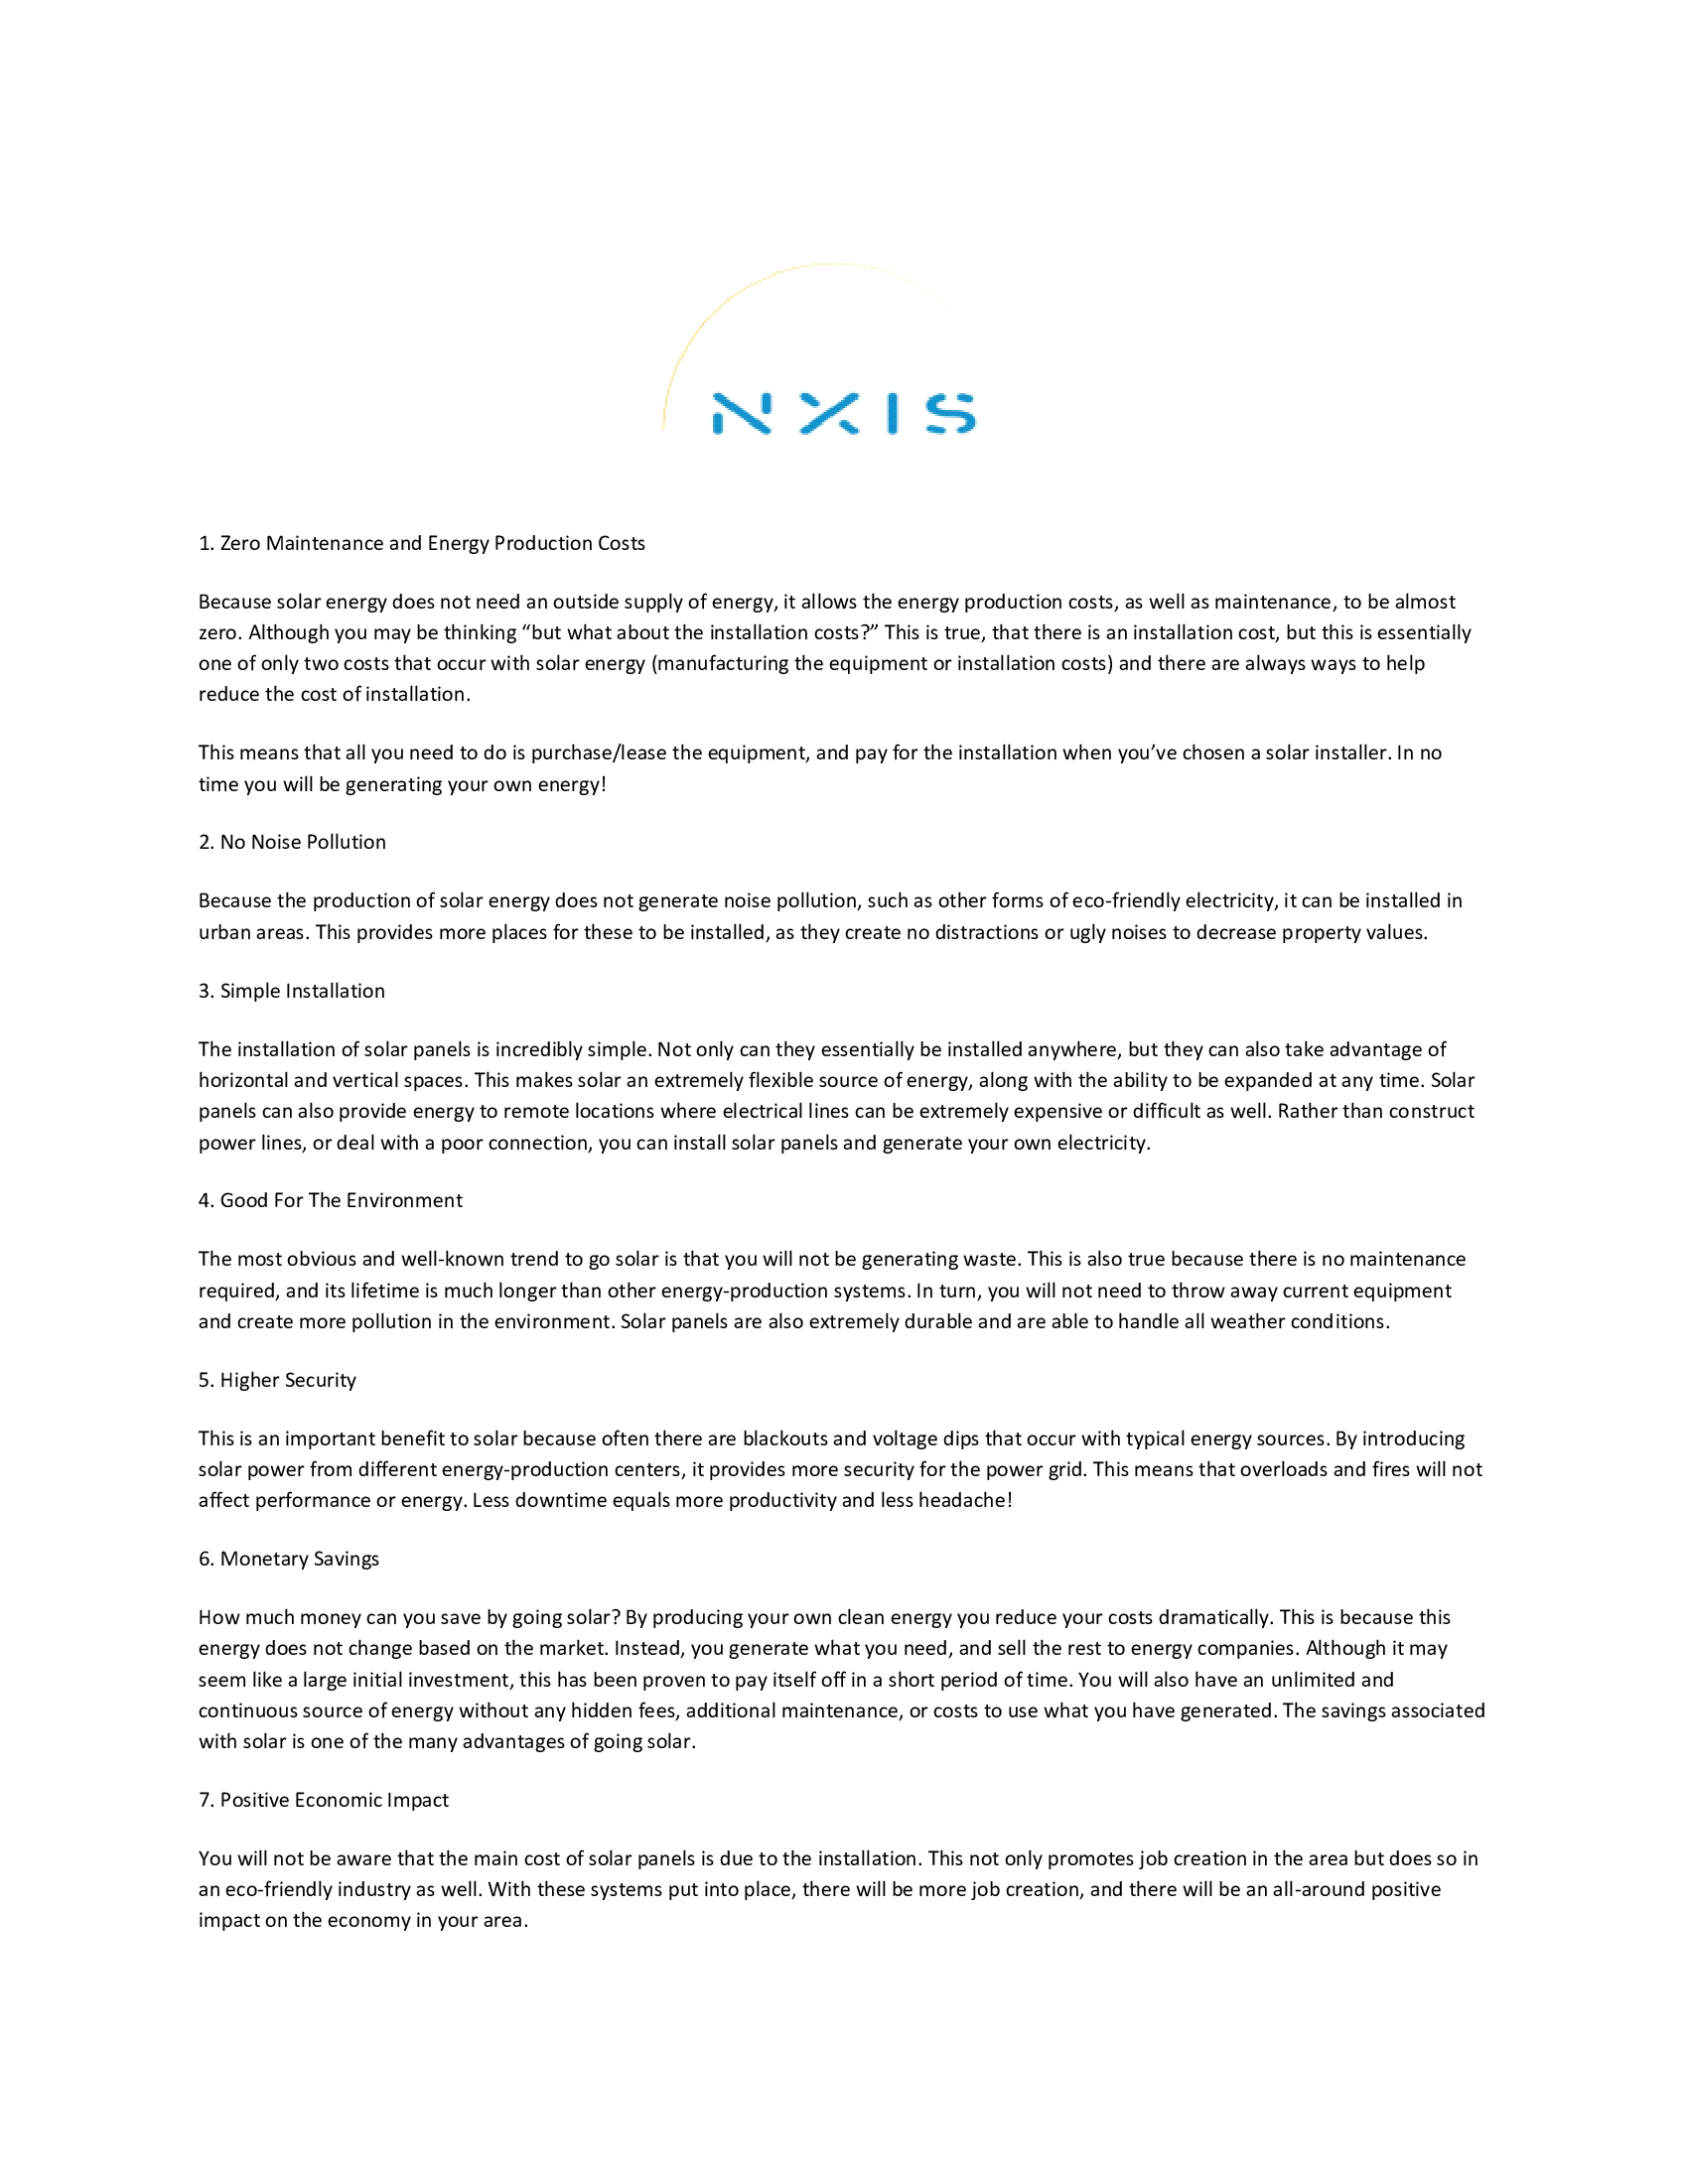 NXIS
1. Zero Maintenance and Energy Production Costs
Because solar energy does not need an outside supply of energy, it allows the energy production costs, as well as maintenance, to be almost
zero. Although you may be thinking “but what about the installation costs?” This is true, that there is an installation cost, but this is essentially
one of only two costs that occur with solar energy (manufacturing the equipment or installation costs) and there are always ways to help
reduce the cost of installation.
This means that all you need to do is purchase/lease the equipment, and pay for the installation when you’ve chosen a solar installer. In no
time you will be generating your own energy!
2. No Noise Pollution
Because the production of solar energy does not generate noise pollution, such as other forms of eco-friendly electricity, it can be installed in
urban areas. This provides more places for these to be installed, as they create no distractions or ugly noises to decrease property values.
3. Simple Installation
The installation of solar panels is incredibly simple. Not only can they essentially be installed anywhere, but they can also take advantage of
horizontal and vertical spaces. This makes solar an extremely flexible source of energy, along with the ability to be expanded at any time. Solar
panels can also provide energy to remote locations where electrical lines can be extremely expensive or difficult as well. Rather than construct
power lines, or deal with a poor connection, you can install solar panels and generate your own electricity.
4. Good For The Environment
The most obvious and well-known trend to go solar is that you will not be generating waste. This is also true because there is no maintenance
required, and its lifetime is much longer than other energy-production systems. In turn, you will not need to throw away current equipment
and create more pollution in the environment. Solar panels are also extremely durable and are able to handle all weather conditions.
5. Higher Security
This is an important benefit to solar because often there are blackouts and voltage dips that occur with typical energy sources. By introducing
solar power from different energy-production centers, it provides more security for the power grid. This means that overloads and fires will not
affect performance or energy. Less downtime equals more productivity and less headache!
6. Monetary Savings
How much money can you save by going solar? By producing your own clean energy you reduce your costs dramatically. This is because this
energy does not change based on the market. Instead, you generate what you need, and sell the rest to energy companies. Although it may
seem like a large initial investment, this has been proven to pay itself off in a short period of time. You will also have an unlimited and
continuous source of energy without any hidden fees, additional maintenance, or costs to use what you have generated. The savings associated
with solar is one of the many advantages of going solar.
7. Positive Economic Impact
You will not be aware that the main cost of solar panels is due to the installation. This not only promotes job creation in the area but does so in
an eco-friendly industry as well. With these systems put into place, there will be more job creation, and there will be an all-around positive
impact on the economy in your area.